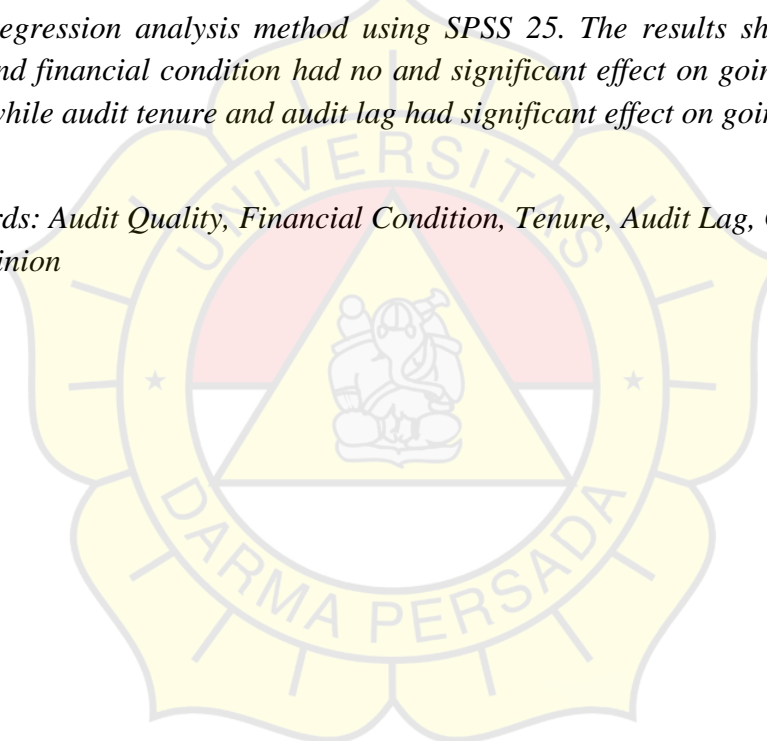 egression analysis method using SPSS 25. The results sh
nd financial condition had no and significant effect on goin
while audit tenure and audit lag had significant effect on goin
rds: Audit Quality, Financial Condition, Tenure, Audit Lag,
inion
UNIVERSITAS
DARMA PERSADA